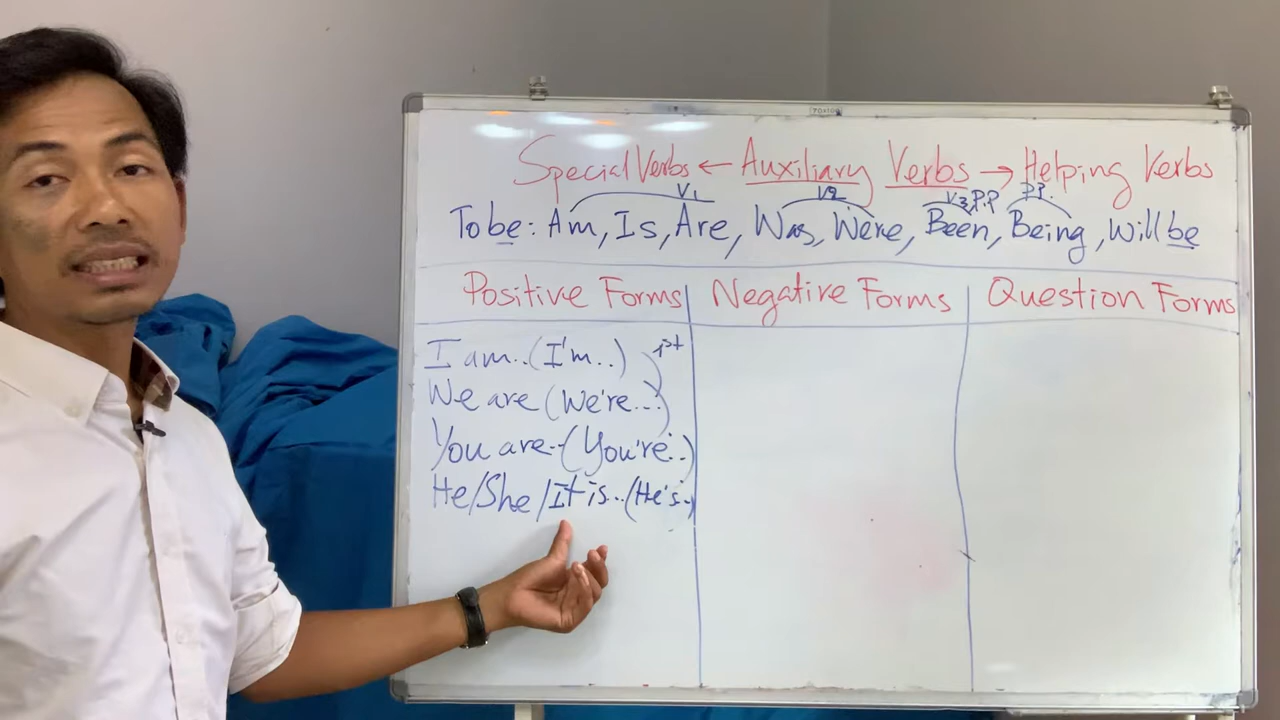 Special Verbs ← Auxiliary Verbs → Helping Verbs
V1 V2 V3,P.P P.P.
To be: Am, Is, Are, Was, Were, Been, Being, Will be
Positive Forms Negative Forms Question Forms
I am..(I'm..) 1st
We are (We're...)
You are..(You're..)
He/She/It is..(He's..)